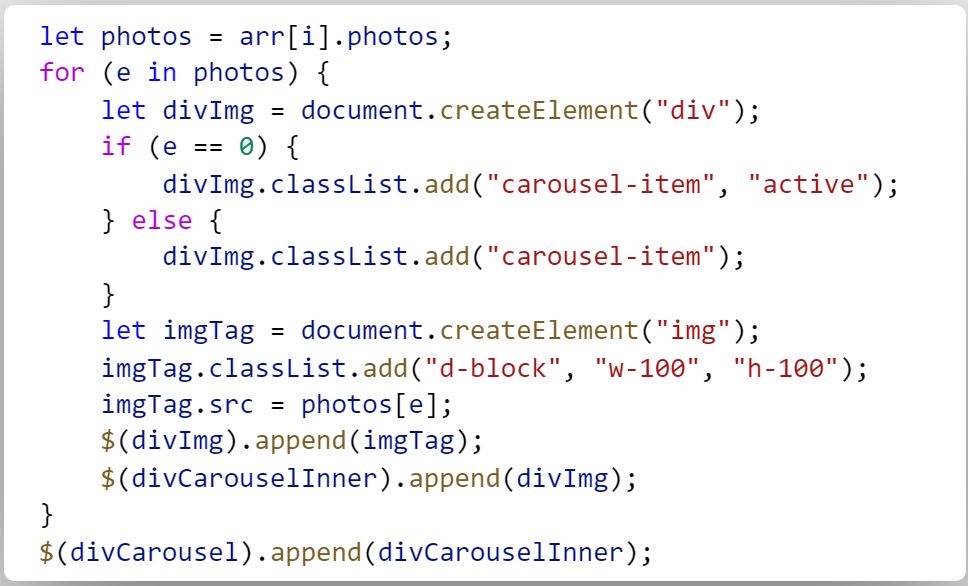 let photos = arr[i].photos;
for (e in photos) {
    let divImg = document.createElement("div");
    if (e == 0) {
        divImg.classList.add("carousel-item", "active");
    } else {
        divImg.classList.add("carousel-item");
    }
    let imgTag = document.createElement("img");
    imgTag.classList.add("d-block", "w-100", "h-100");
    imgTag.src = photos[e];
    $(divImg).append(imgTag);
    $(divCarouselInner).append(divImg);
}
$(divCarousel).append(divCarouselInner);